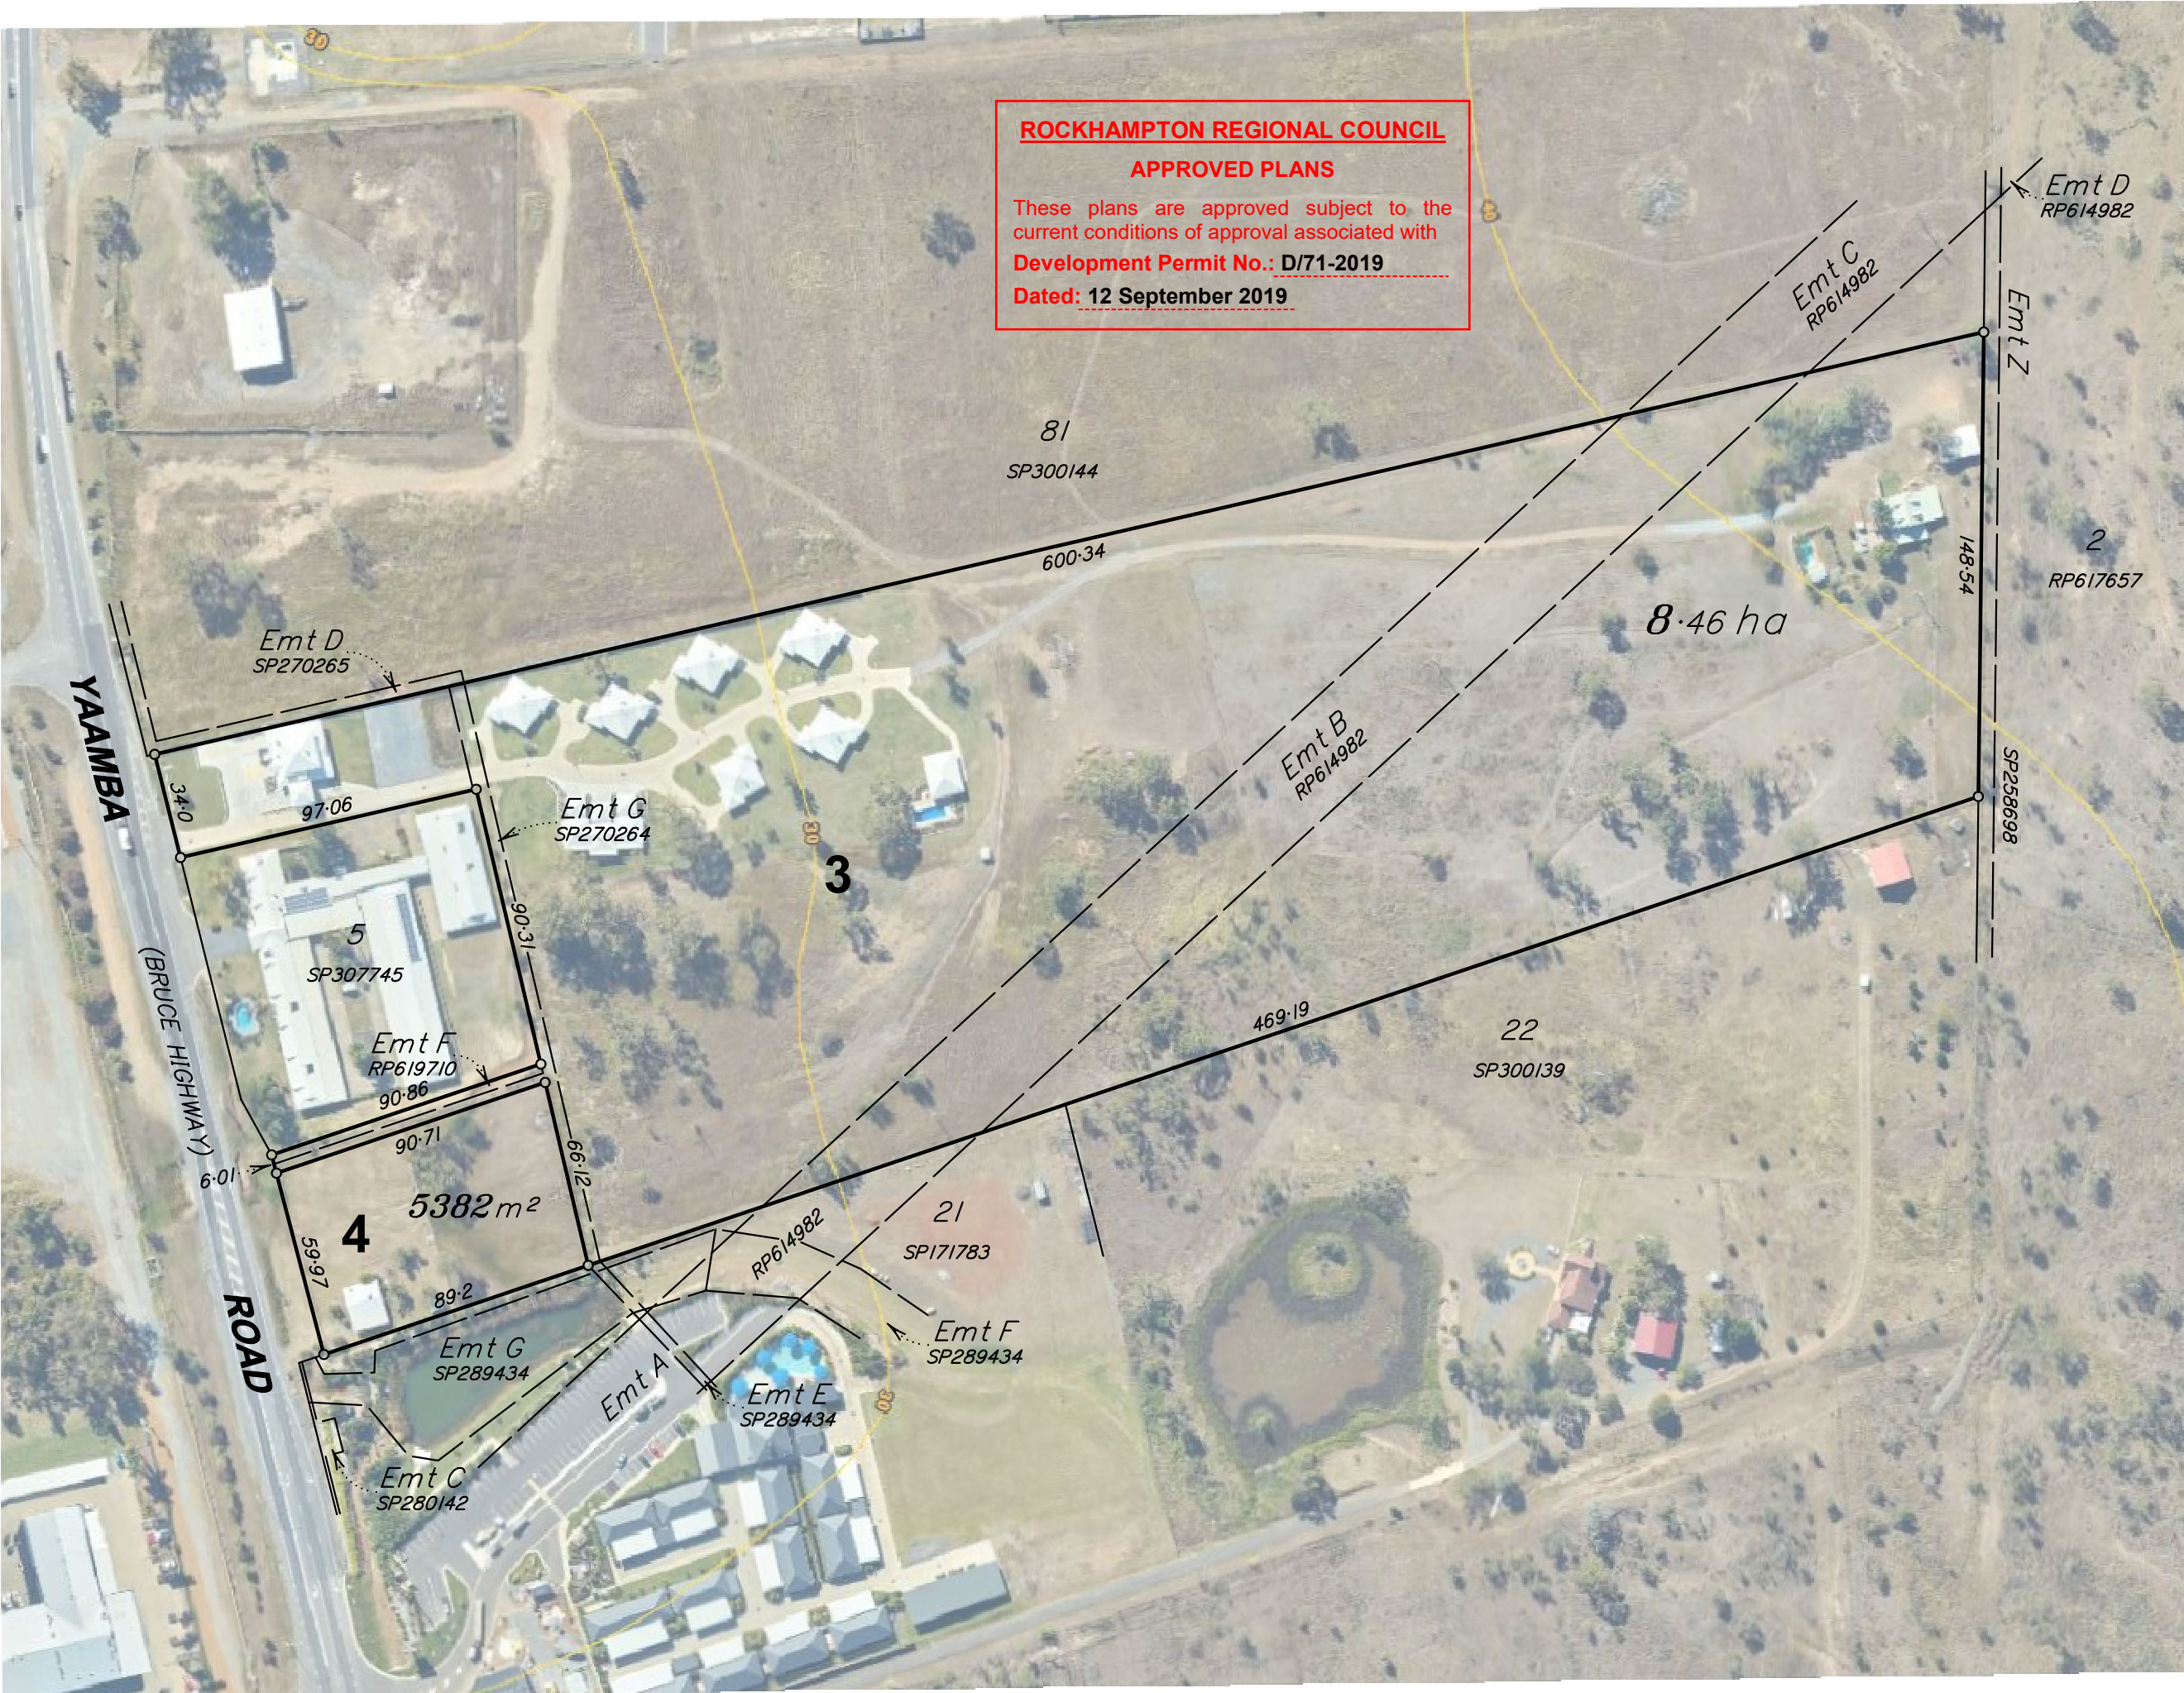 30
ROCKHAMPTON REGIONAL COUNCIL
APPROVED PLANS
These plans are approved subject to the
current conditions of approval associated with
Development Permit No.: D/71-2019
Dated: 12 September 2019
40
Emt D
RP614982
Emt C
RP614982
Emt Z
81
SP300144
600·34
148·54
2
RP617657
8·46 ha
Emt D
SP270265
YAAMBA
34·0
97·06
Emt G
SP270264
Emt B
RP614982
SP258698
30
3
90·31
5
SP307745
(BRUCE HIGHWAY)
469·19
22
SP300139
Emt F
RP619710
90·86
90·71
6·01
66·12
5382 m²
4
59·97
89·2
RP614982
21
SP171783
ROAD
Emt G
SP289434
Emt F
SP289434
Emt A
Emt E
SP289434
30
Emt C
SP280142